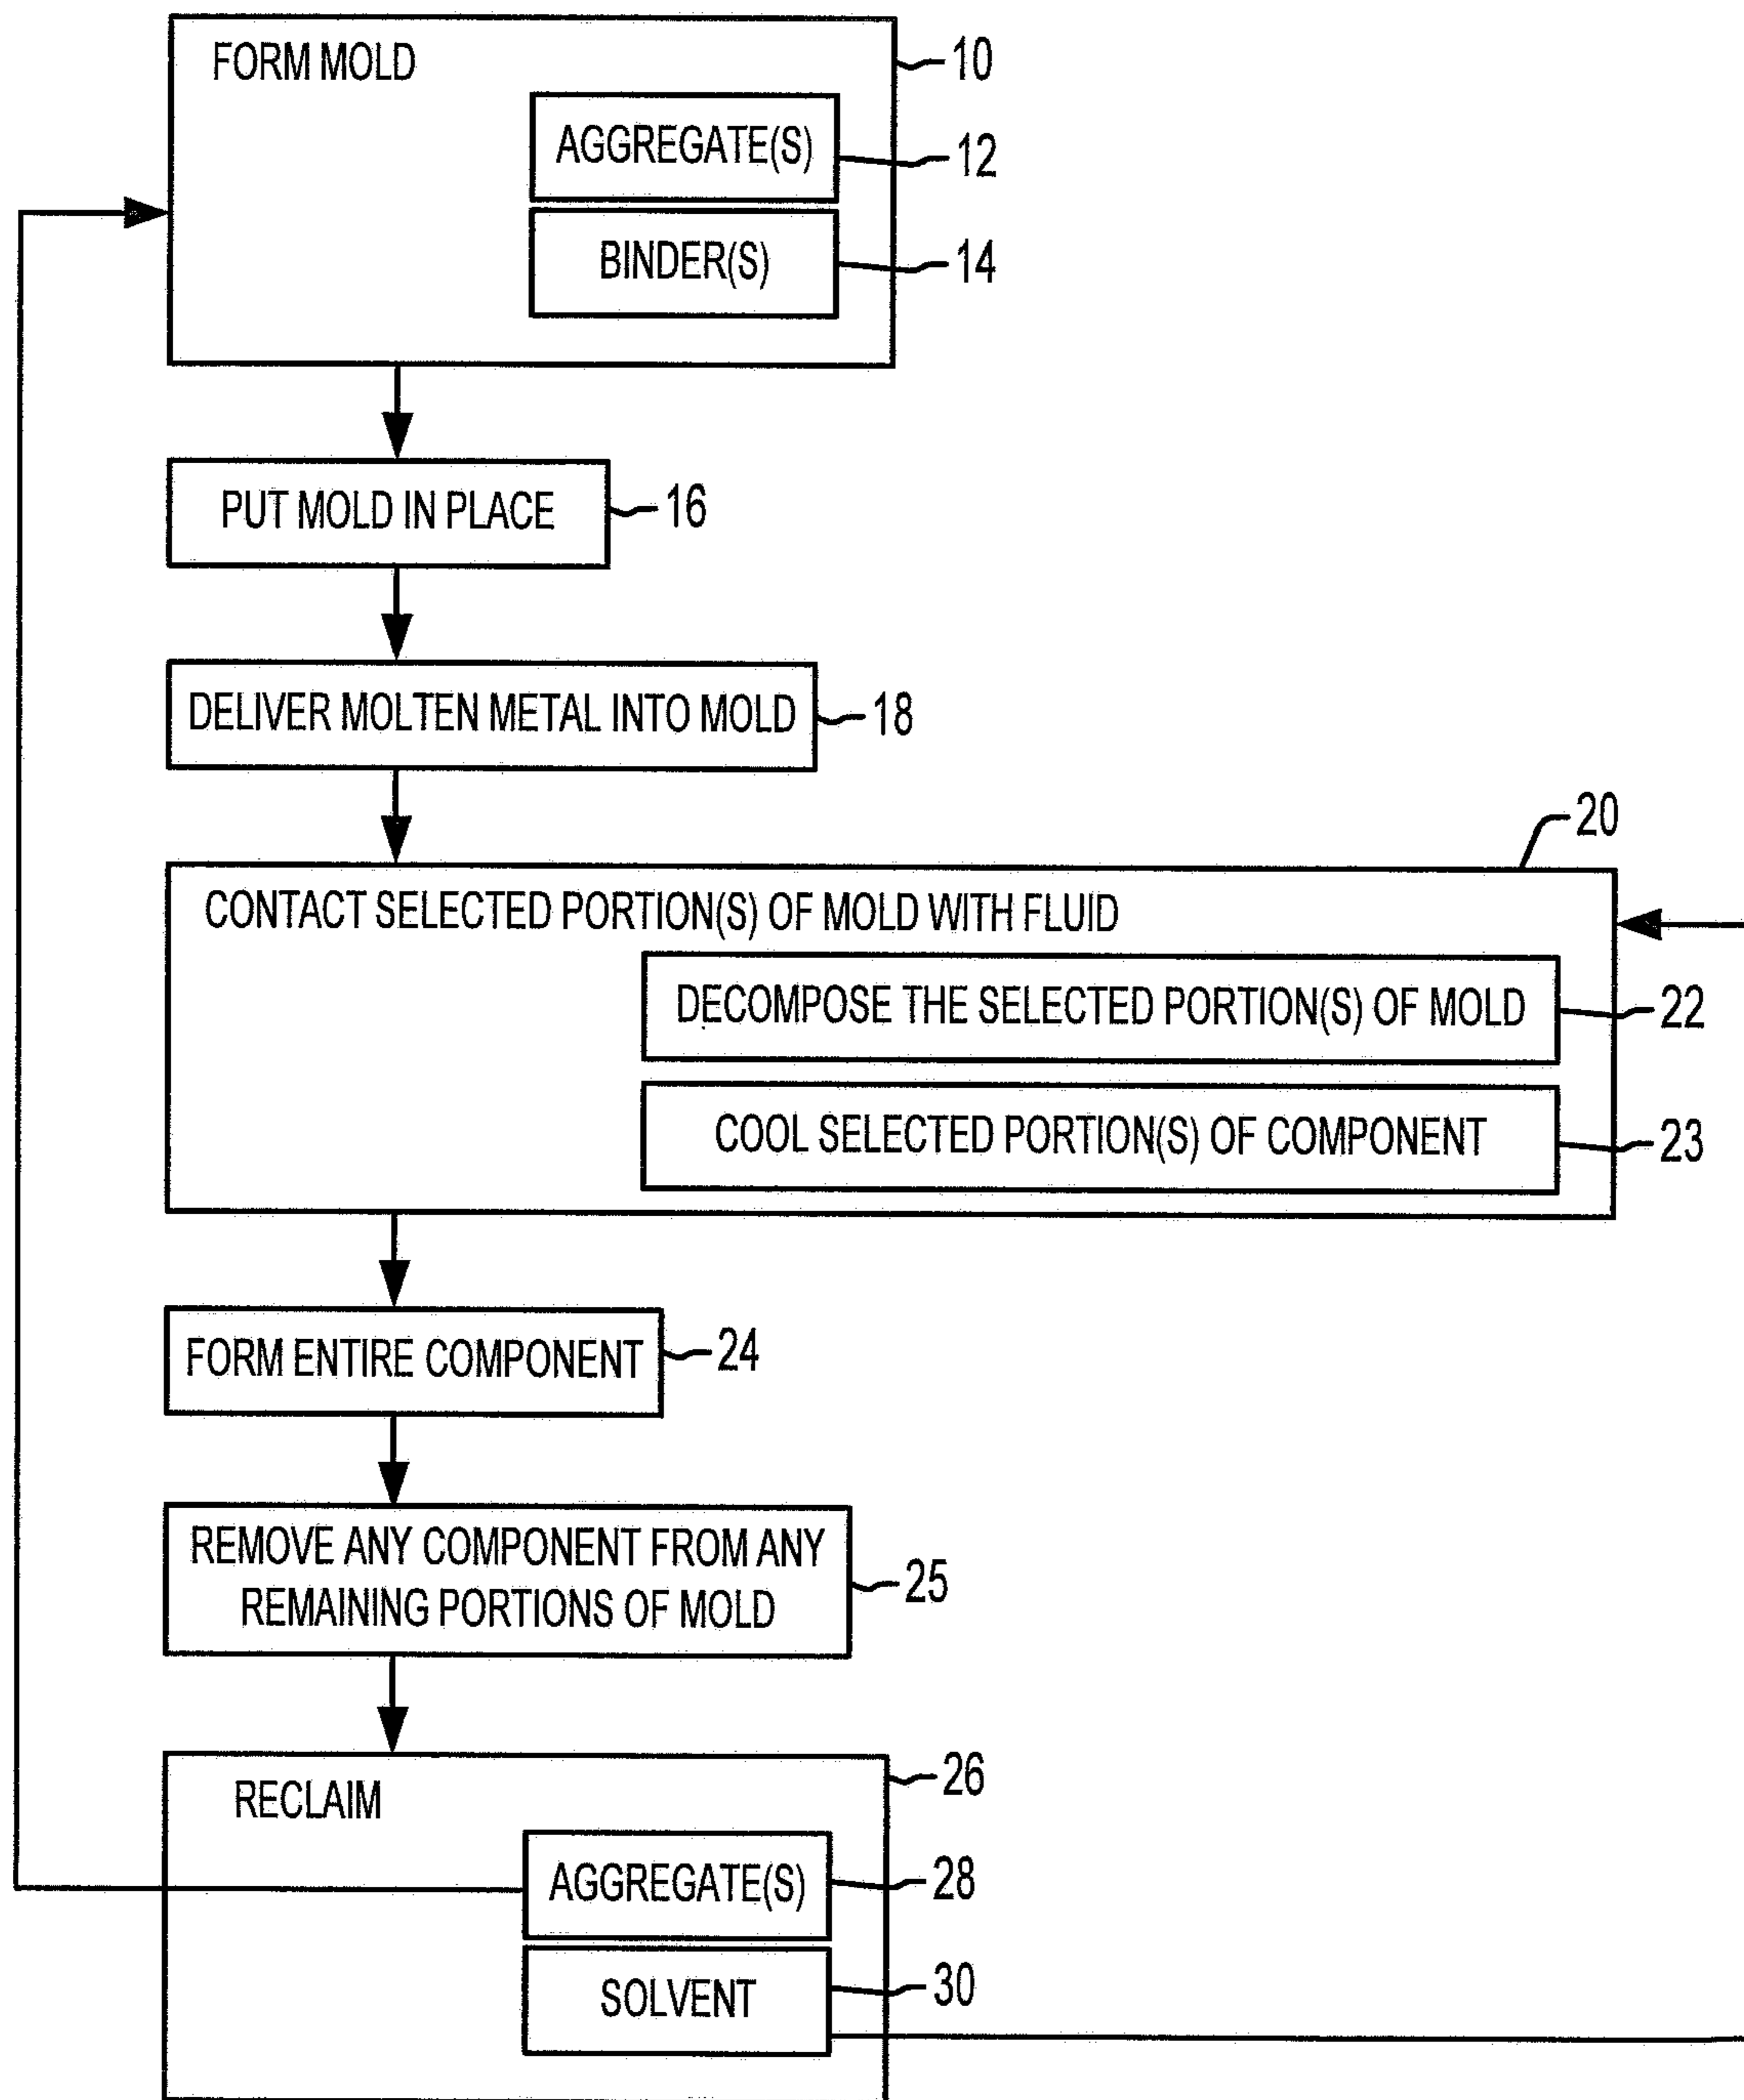 FORM MOLD
10
AGGREGATE(S)
12
BINDER(S)
14
PUT MOLD IN PLACE
16
DELIVER MOLTEN METAL INTO MOLD
18
20
CONTACT SELECTED PORTION(S) OF MOLD WITH FLUID
DECOMPOSE THE SELECTED PORTION(S) OF MOLD
22
COOL SELECTED PORTION(S) OF COMPONENT
23
FORM ENTIRE COMPONENT
24
REMOVE ANY COMPONENT FROM ANY
REMAINING PORTIONS OF MOLD
25
RECLAIM
26
AGGREGATE(S)
28
SOLVENT
30